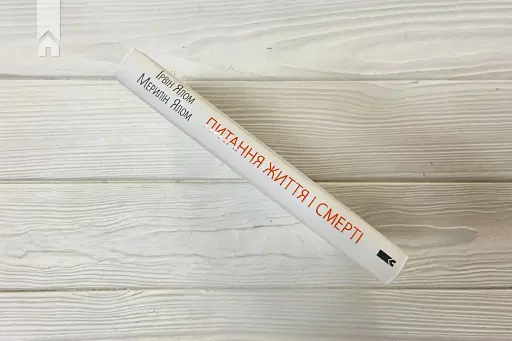 Ірвін Ялом
Мерилін Ялом
ПИТАННЯ ЖИТТЯ І СМЕРТІ